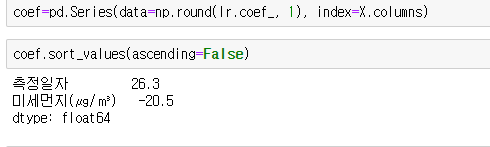 coef=pd.Series(data=np.round(lr.coef_, 1), index=X.columns)
coef.sort_values(ascending=False)
측정일자 26.3
미세먼지(㎍/㎥) -20.5
dtype: float64